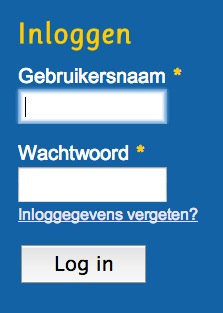 Inloggen
Gebruikersnaam *
Wachtwoord *
Inloggegevens vergeten?
Log in